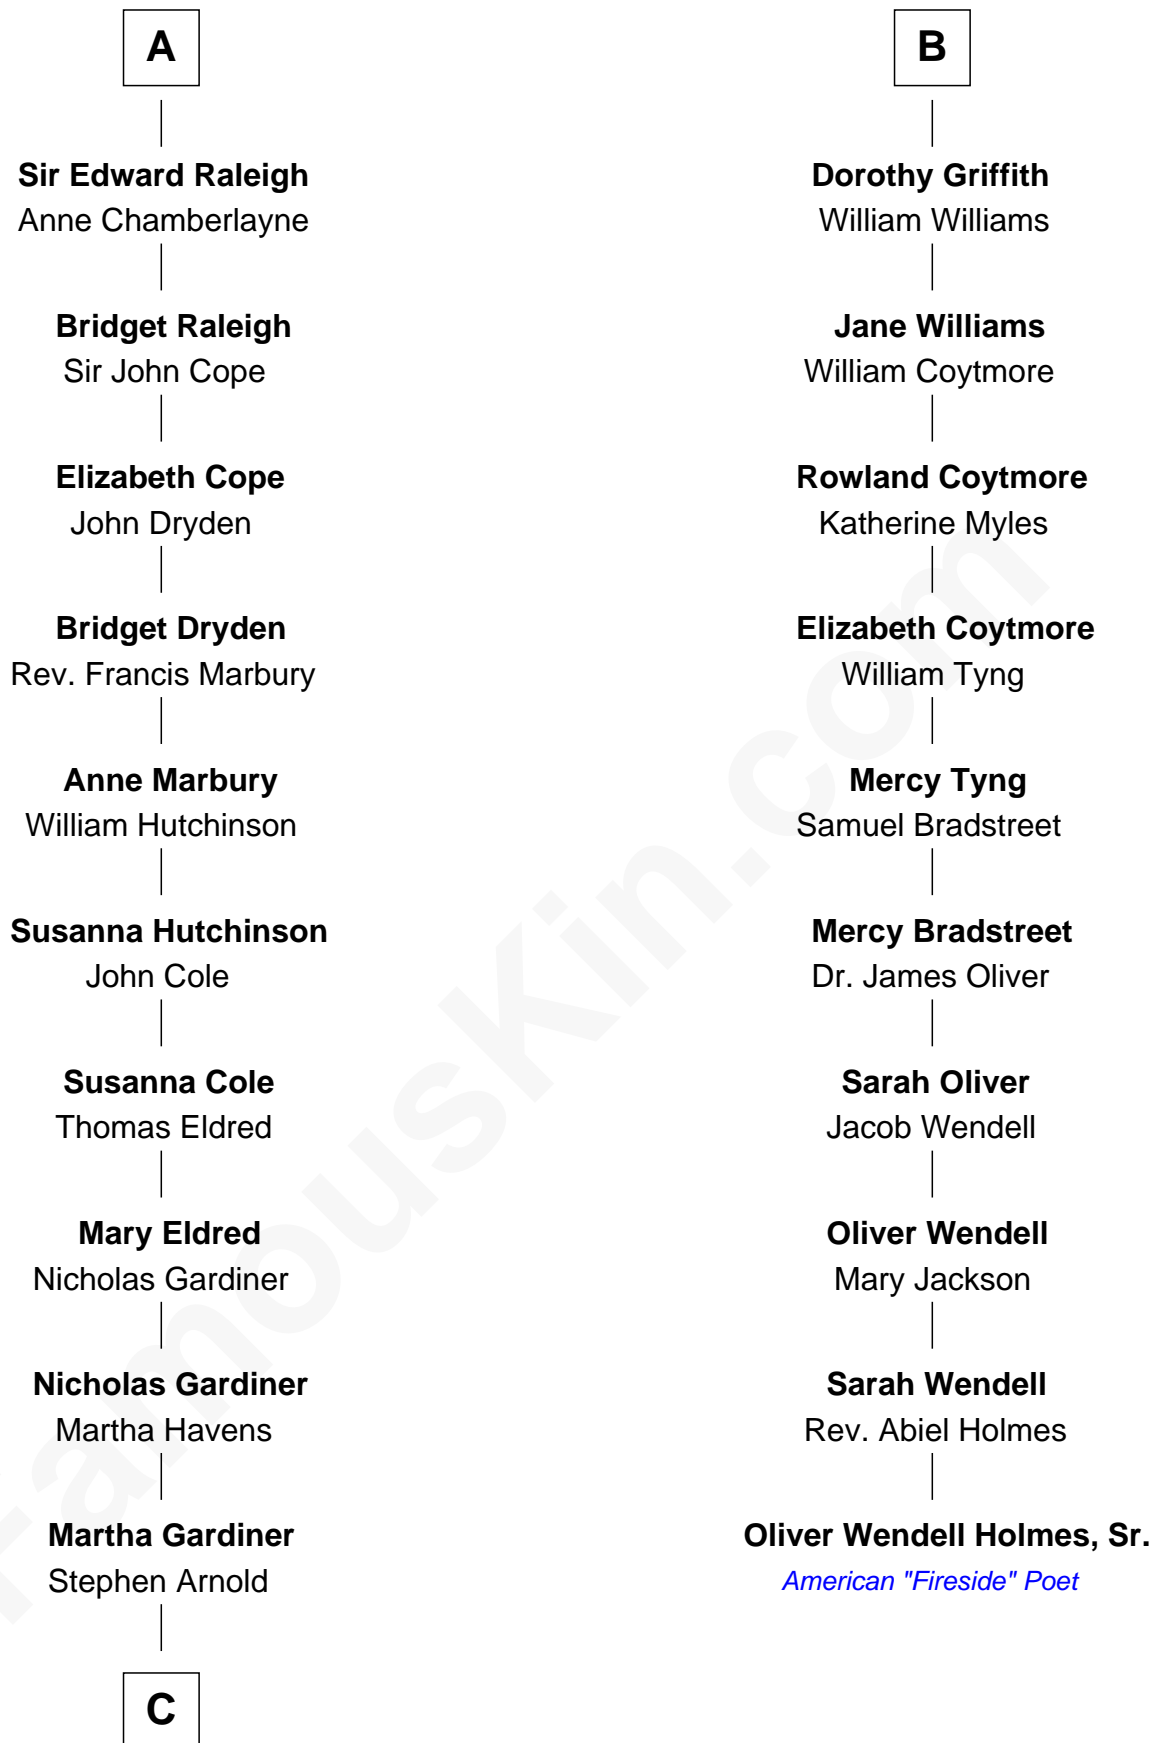 A
Sir Edward Raleigh
Anne Chamberlayne
Bridget Raleigh
Sir John Cope
Elizabeth Cope
John Dryden
Bridget Dryden
Rev. Francis Marbury
Anne Marbury
William Hutchinson
Susanna Hutchinson
John Cole
Susanna Cole
Thomas Eldred
Mary Eldred
Nicholas Gardiner
Nicholas Gardiner
Martha Havens
Martha Gardiner
Stephen Arnold
C
B
Dorothy Griffith
William Williams
Jane Williams
William Coytmore
Rowland Coytmore
Katherine Myles
Elizabeth Coytmore
William Tyng
Mercy Tyng
Samuel Bradstreet
Mercy Bradstreet
Dr. James Oliver
Sarah Oliver
Jacob Wendell
Oliver Wendell
Mary Jackson
Sarah Wendell
Rev. Abiel Holmes
Oliver Wendell Holmes, Sr.
American "Fireside" Poet
FamousKin.com